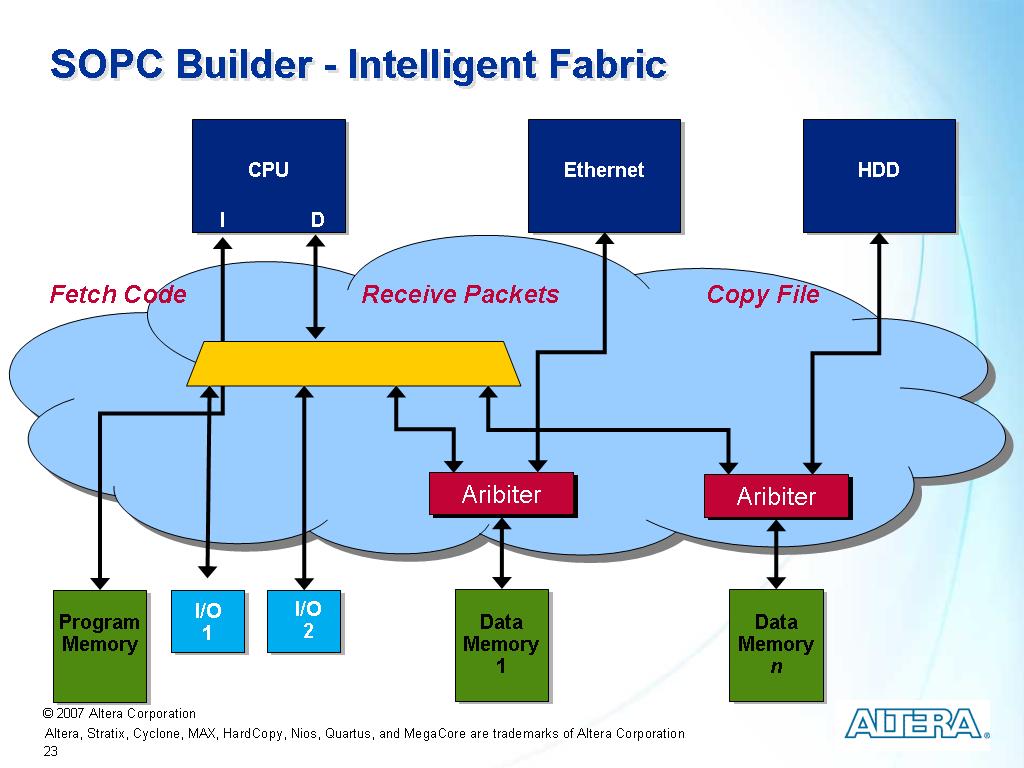 SOPC Builder - Intelligent Fabric
CPU
I D
Ethernet
HDD
Fetch Code
Receive Packets
Copy File
Aribiter
Aribiter
Program
Memory
I/O
1
I/O
2
Data
Memory
1
Data
Memory
n
© 2007 Altera Corporation
Altera, Stratix, Cyclone, MAX, HardCopy, Nios, Quartus, and MegaCore are trademarks of Altera Corporation
23
ALTERA®